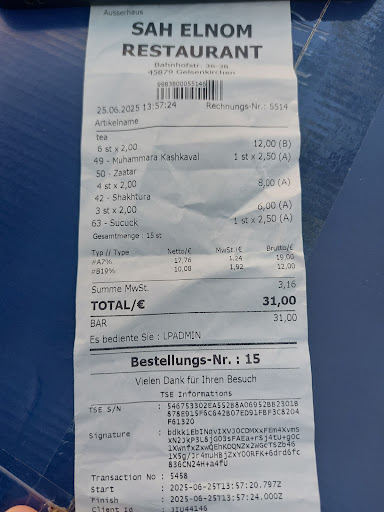 Ausserhaus
SAH ELNOM
RESTAURANT
Bahnhofstr. 36-38
45879 Gelsenkirchen
9983800055146
25.06.2025 13:57:24 Rechnungs-Nr.: 5514
Artikelname
tea
6 st x 2,00 12,00 (B)
49 - Muhammara Kashkaval 1 st x 2,50 (A)
50 - Zaatar
4 st x 2,00 8,00 (A)
42 - Shakhtura
3 st x 2,00 6,00 (A)
63 - Sucuck 1 st x 2,50 (A)
Gesamtmenge : 15 st
Typ // Type Netto/€ MwSt./€ Brutto/€
#A7% 17,76 1,24 19,00
#B19% 10,08 1,92 12,00
Summe MwSt. 3,16
TOTAL/€ 31,00
BAR 31,00
Es bediente Sie : LPADMIN
Bestellungs-Nr. : 15
Vielen Dank für Ihren Besuch
TSE Informations
TSE S/N :
Signature :
Transaction No : 5458
Start : 2025-06-25T13:57:20.797Z
Finish : 2025-06-25T13:57:24.000Z
Client id : JIU44146